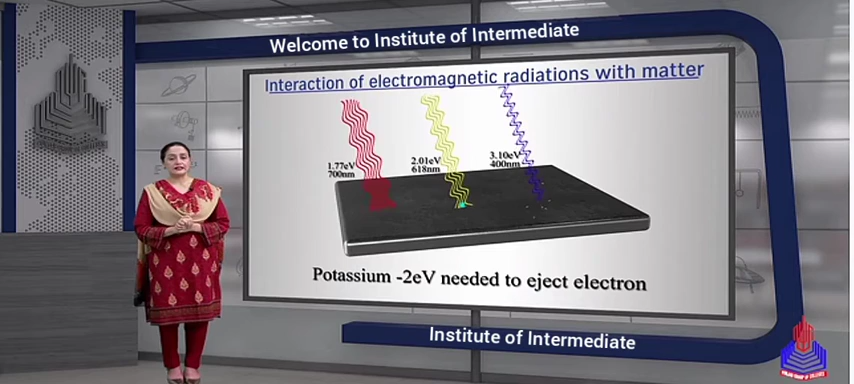 Welcome to Institute of Intermediate
Interaction of electromagnetic radiations with matter
1.77eV
700nm
2.01eV
618nm
3.10eV
400nm
Potassium -2eV needed to eject electron
Institute of Intermediate